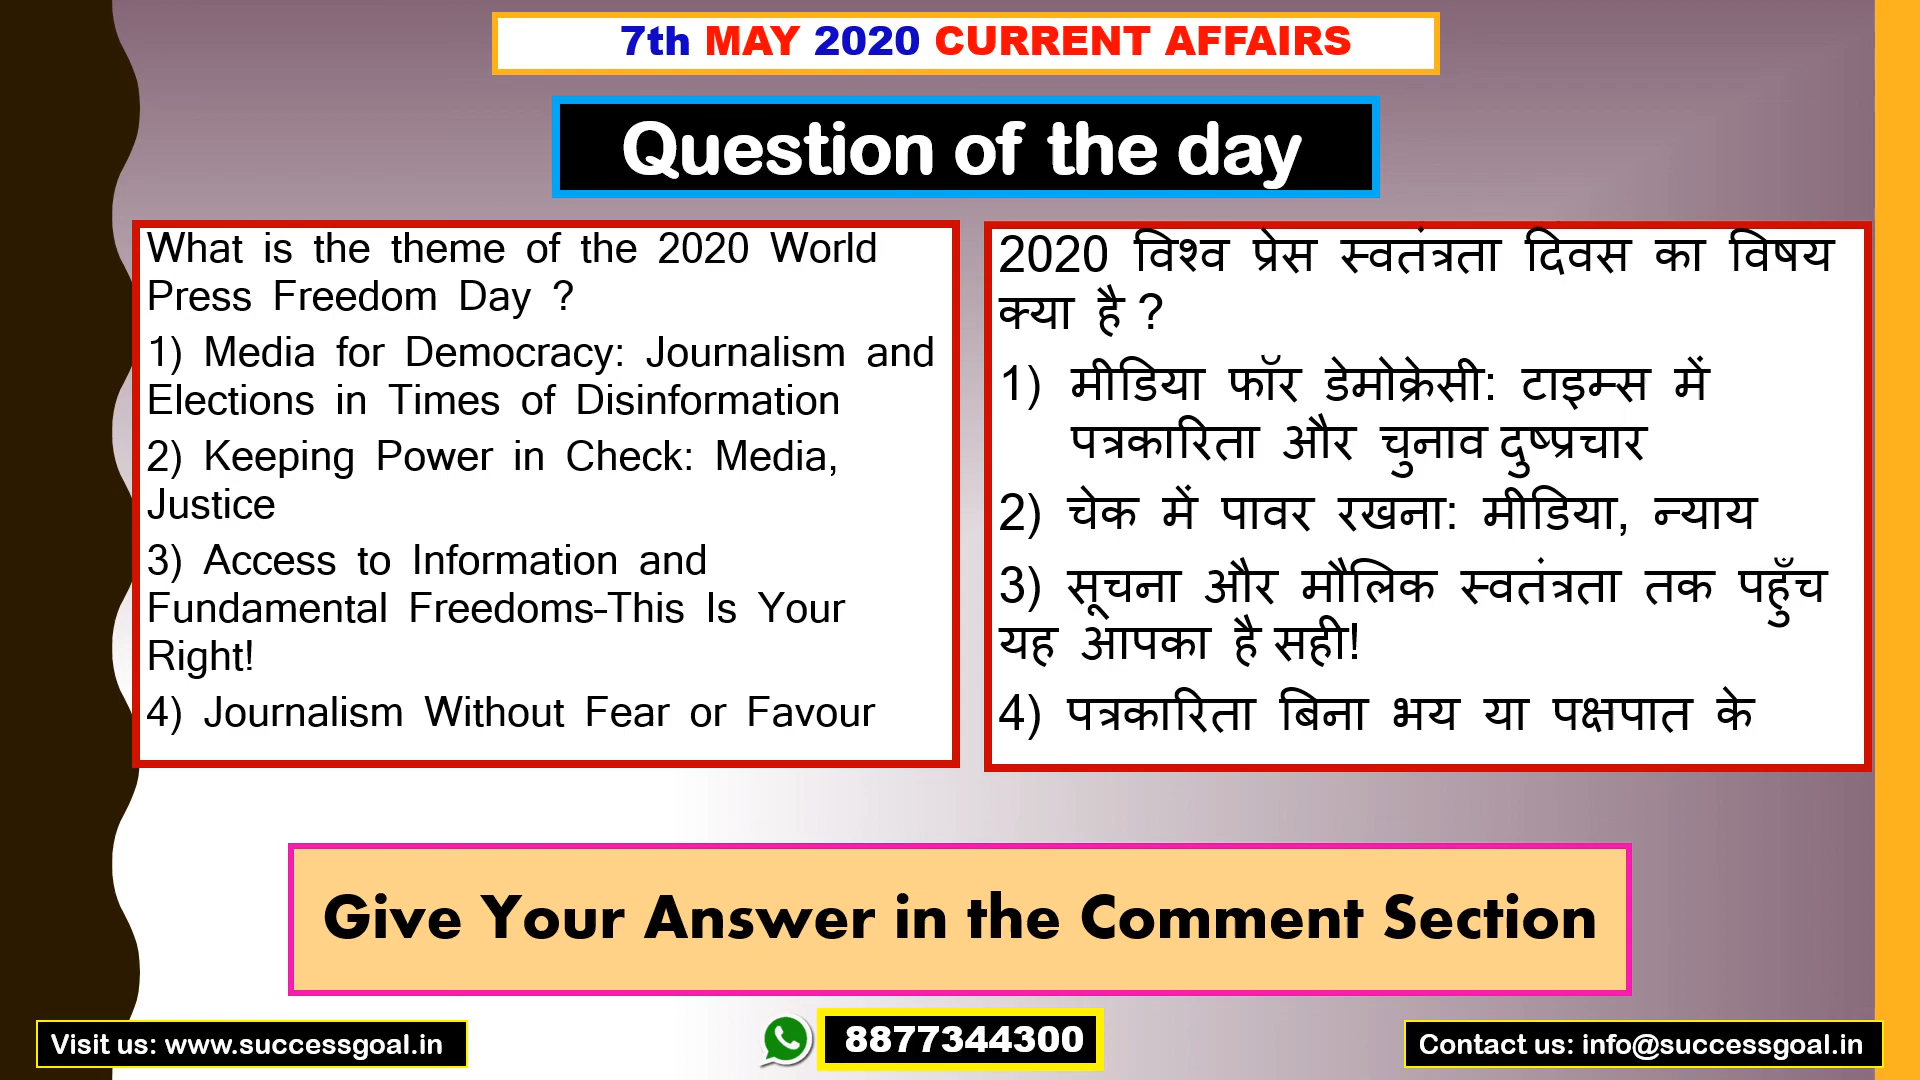 7th MAY 2020 CURRENT AFFAIRS
Question of the day
What is the theme of the 2020 World
Press Freedom Day ?
1) Media for Democracy: Journalism and
Elections in Times of Disinformation
2) Keeping Power in Check: Media,
Justice
3) Access to Information and
Fundamental Freedoms–This Is Your
Right!
4) Journalism Without Fear or Favour
2020 विश्व प्रेस स्वतंत्रता दिवस का विषय
क्या है ?
1) मीडिया फॉर डेमोक्रेसी: टाइम्स में
पत्रकारिता और चुनाव दुष्प्रचार
2) चेक में पावर रखना: मीडिया, न्याय
3) सूचना और मौलिक स्वतंत्रता तक पहुँच
यह आपका है सही!
4) पत्रकारिता बिना भय या पक्षपात के
Give Your Answer in the Comment Section
Visit us: www.successgoal.in
8877344300
Contact us: info@successgoal.in